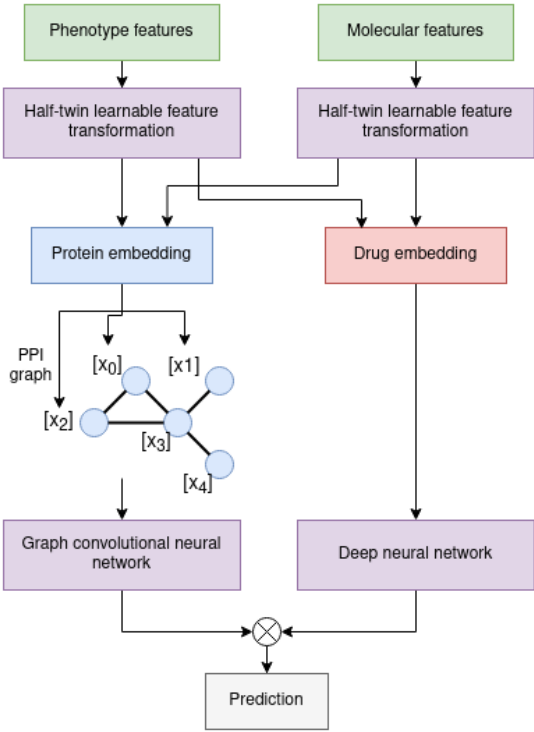 Phenotype features
Molecular features
Half-twin learnable feature
transformation
Half-twin learnable feature
transformation
Protein embedding
Drug embedding
PPI
graph
[x₀]
[x1]
[x₂]
[x₃]
[x₄]
Graph convolutional neural
network
Deep neural network
Prediction